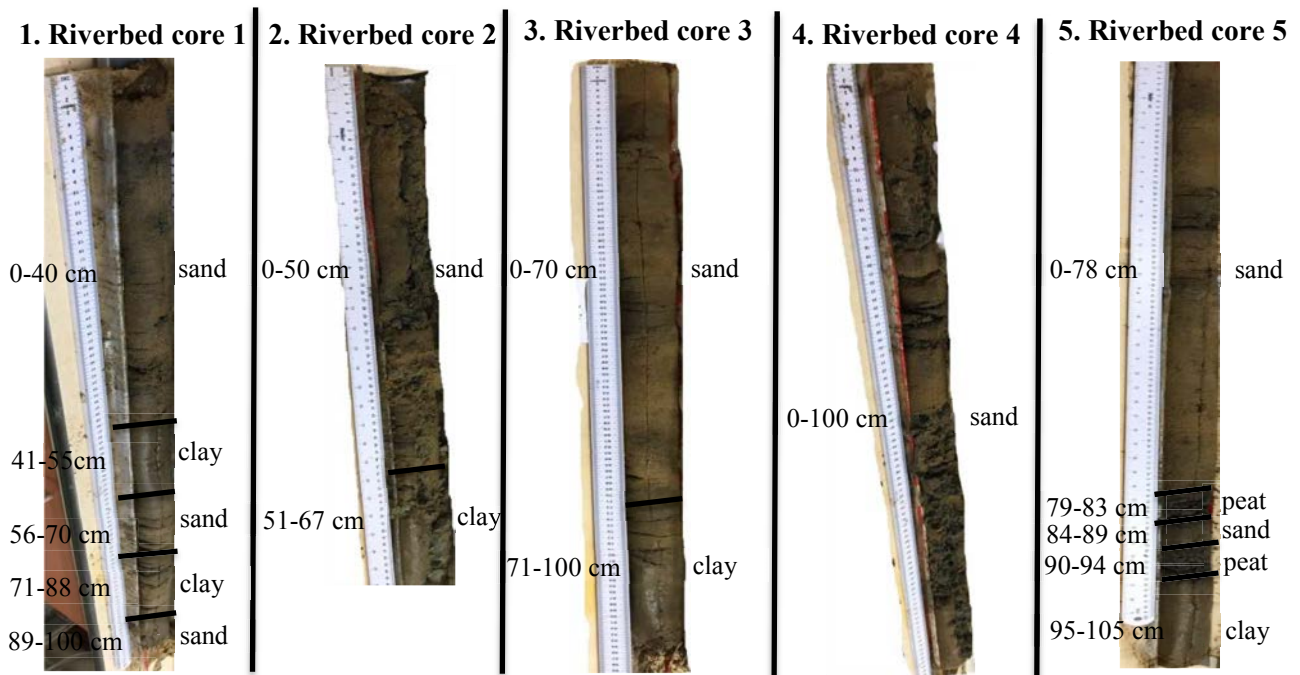 1. Riverbed core 1
0-40 cm
sand
41-55cm
clay
56-70 cm
sand
71-88 cm
clay
89-100 cm
sand
2. Riverbed core 2
0-50 cm
sand
51-67 cm
clay
3. Riverbed core 3
0-70 cm
sand
71-100 cm
clay
4. Riverbed core 4
0-100 cm
sand
5. Riverbed core 5
0-78 cm
sand
79-83 cm
peat
84-89 cm
sand
90-94 cm
peat
95-105 cm
clay